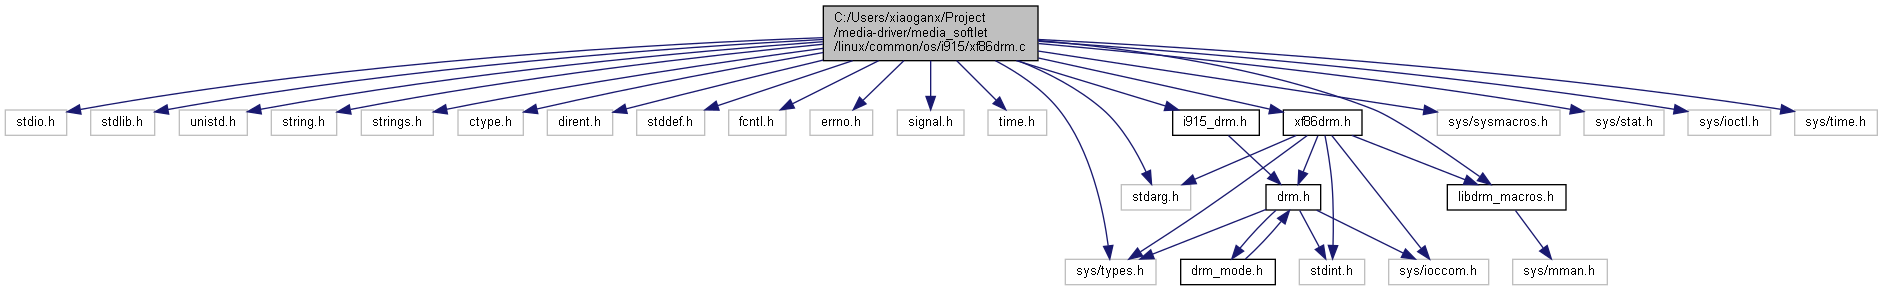 C:/Users/xiaoganx/Project
/media-driver/media_softlet
/linux/common/os/i915/xf86drm.c
stdio.h
stdlib.h
unistd.h
string.h
strings.h
ctype.h
dirent.h
stddef.h
fcntl.h
errno.h
signal.h
time.h
i915_drm.h
xf86drm.h
sys/sysmacros.h
sys/stat.h
sys/ioctl.h
sys/time.h
stdarg.h
drm.h
libdrm_macros.h
sys/types.h
drm_mode.h
stdint.h
sys/ioccom.h
sys/mman.h